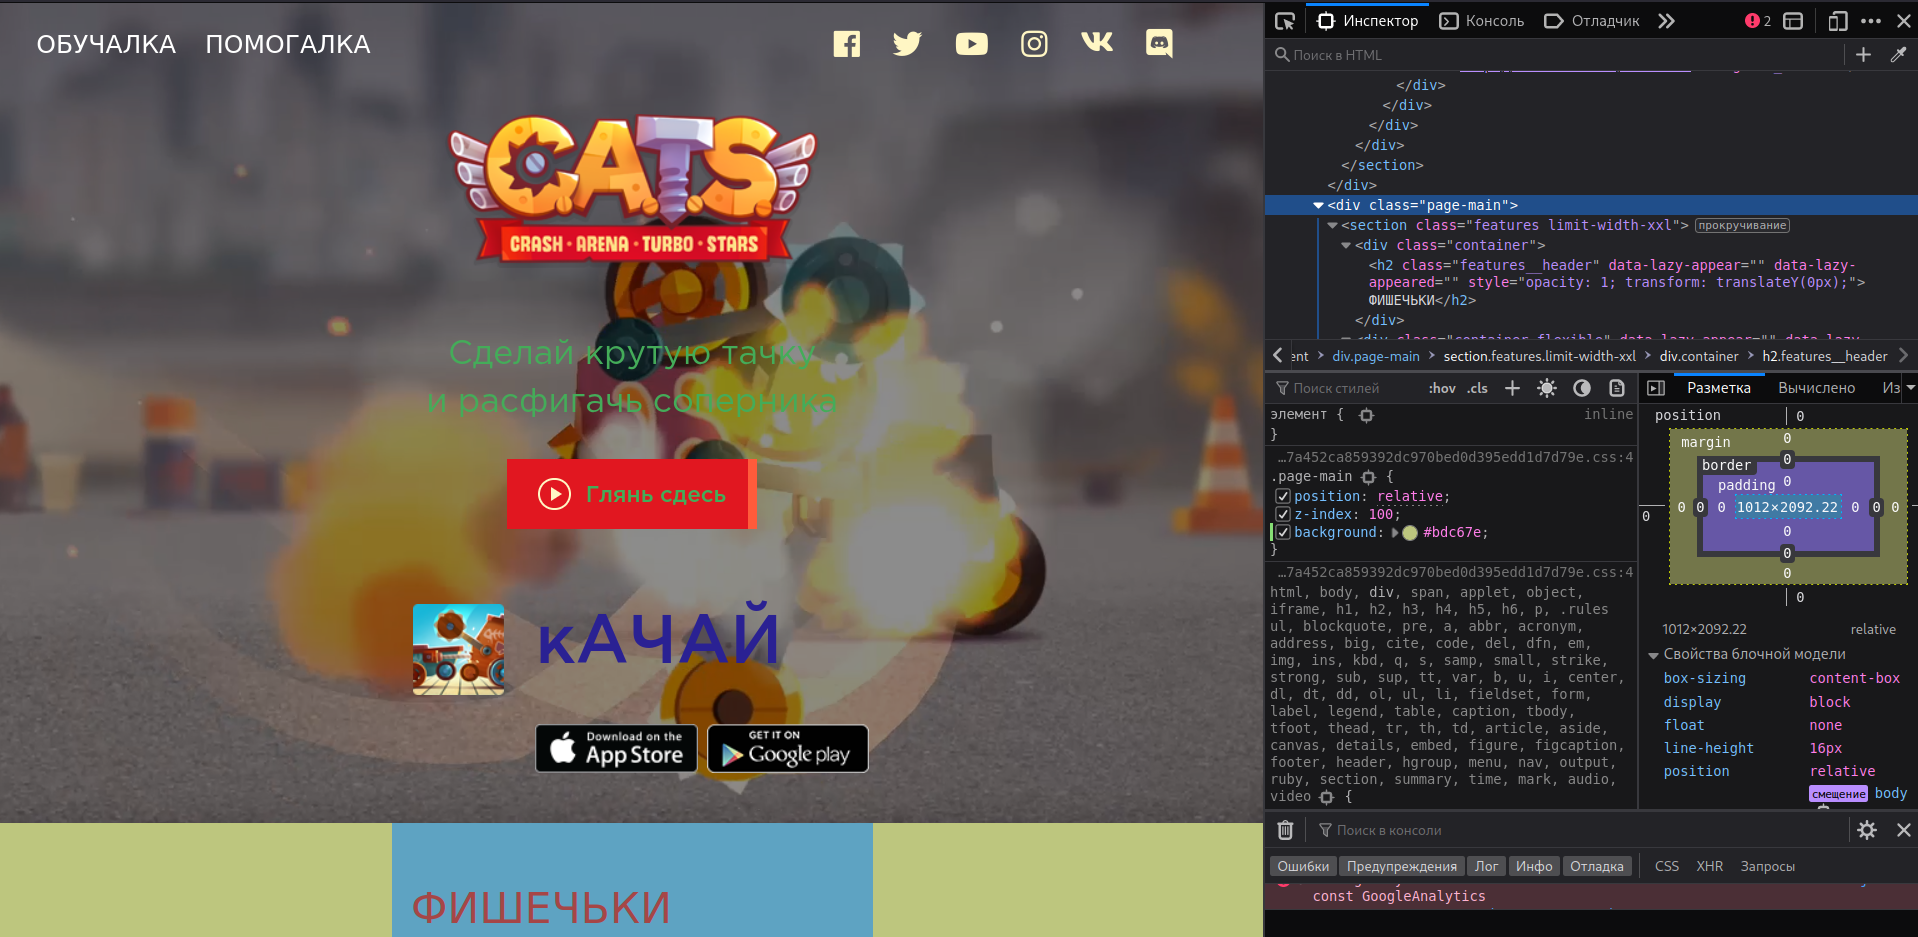 ОБУЧАЛКА ПОМОГАЛКА
C.A.T.S
CRASH · ARENA · TURBO · STARS
Сделай крутую тачку
и расфигачь соперника
Глянь сдесь
кАЧАЙ
Download on the
App Store
GET IT ON
Google play
ФИШЕЧЬКИ
Инспектор Консоль Отладчик 2
Поиск в HTML
</div>
</div>
</div>
</div>
</section>
</div>
<div class="page-main">
<section class="features limit-width-xxl"> прокручивание
<div class="container">
<h2 class="features__header" data-lazy-appear="" data-lazy-
appeared="" style="opacity: 1; transform: translateY(0px);">
ФИШЕЧЬКИ</h2>
</div>
ent div.page-main section.features.limit-width-xxl div.container h2.features__header
Поиск стилей :hov .cls
элемент { inline
}
…7a452ca859392dc970bed0d395edd1d7d79e.css:4
.page-main {
position: relative;
z-index: 100;
background: #bdc67e;
}
…7a452ca859392dc970bed0d395edd1d7d79e.css:4
html, body, div, span, applet, object,
iframe, h1, h2, h3, h4, h5, h6, p, .rules
ul, blockquote, pre, a, abbr, acronym,
address, big, cite, code, del, dfn, em,
img, ins, kbd, q, s, samp, small, strike,
strong, sub, sup, tt, var, b, u, i, center,
dl, dt, dd, ol, ul, li, fieldset, form,
label, legend, table, caption, tbody,
tfoot, thead, tr, th, td, article, aside,
canvas, details, embed, figure, figcaption,
footer, header, hgroup, menu, nav, output,
ruby, section, summary, time, mark, audio,
video {
Разметка Вычислено Из
position 0
margin 0
border 0
padding 0
0 0 0 0 1012×2092.22 0 0 0
0
0
0
0
1012×2092.22 relative
Свойства блочной модели
box-sizing content-box
display block
float none
line-height 16px
position relative
смещение body
Поиск в консоли
Ошибки Предупреждения Лог Инфо Отладка CSS XHR Запросы
const GoogleAnalytics